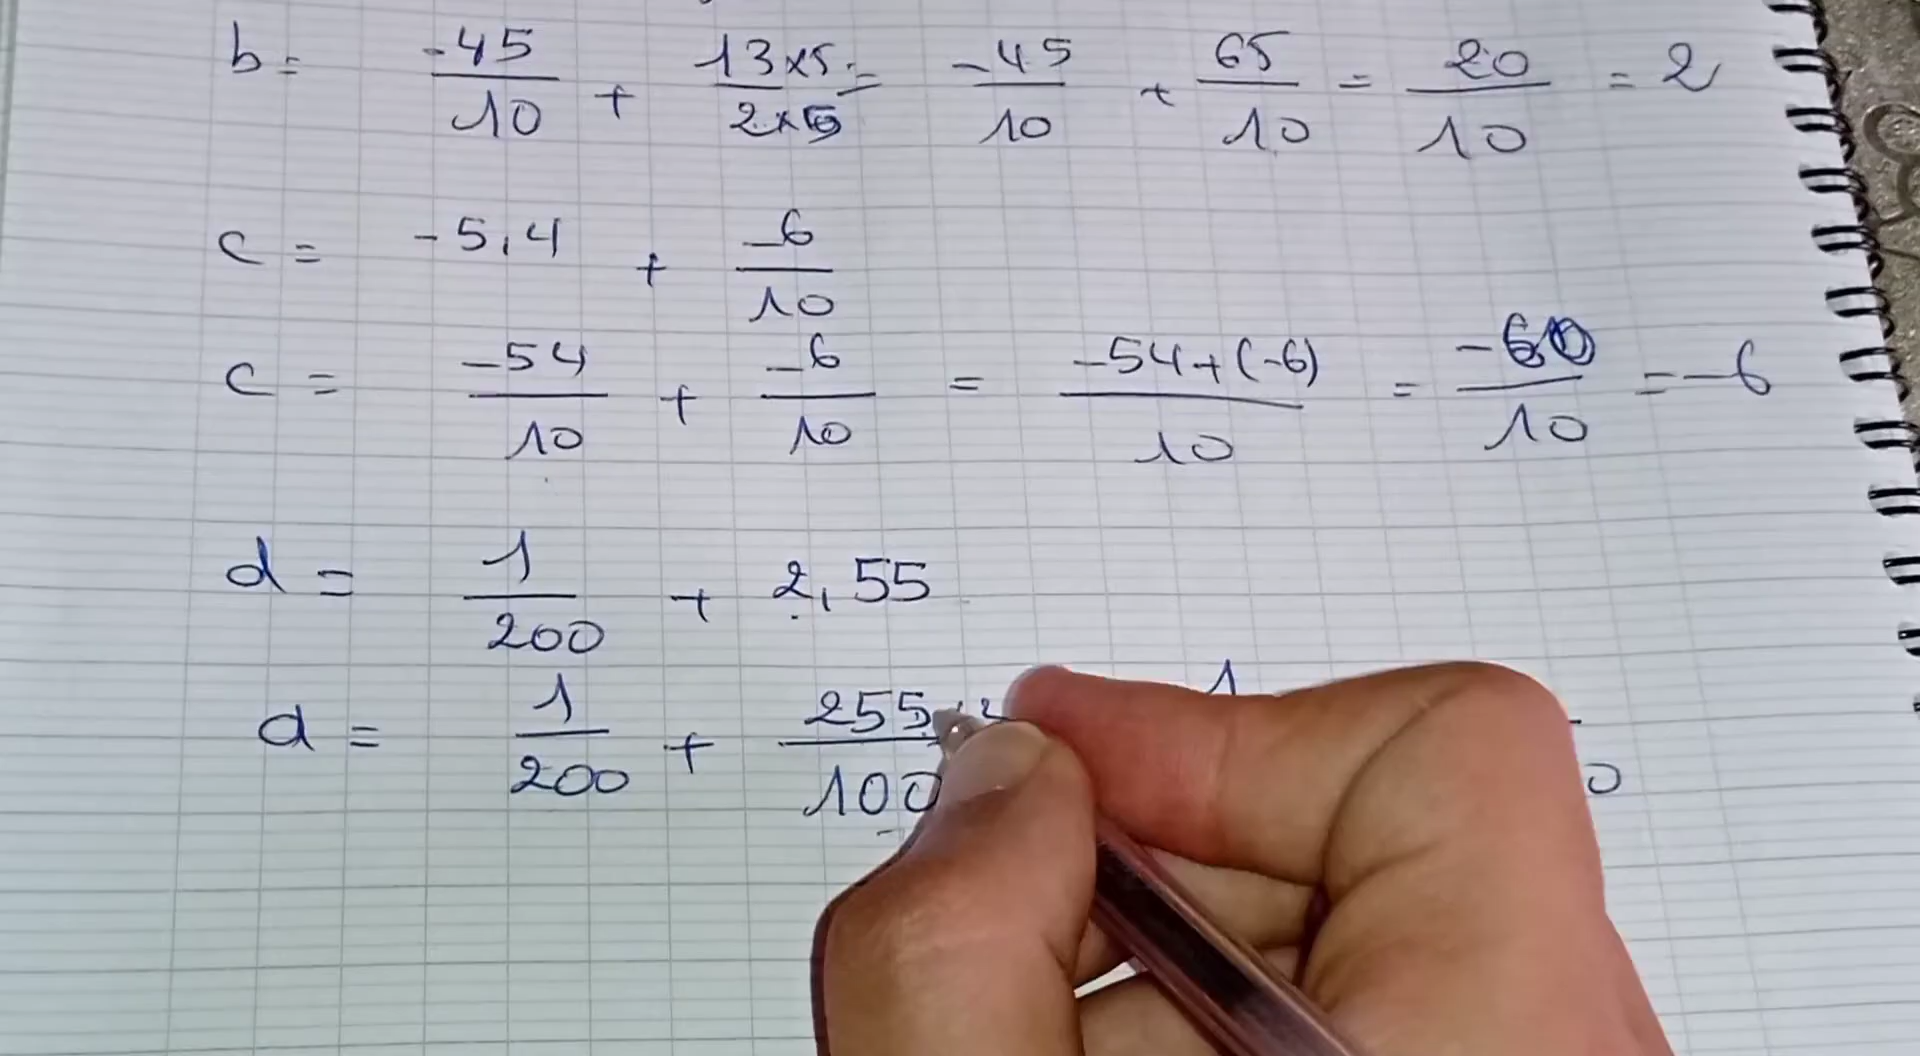 b = -45/10 + 13×5/2×5 = -45/10 + 65/10 = 20/10 = 2
c = -5,4 + -6/10
c = -54/10 + -6/10 = -54+(-6)/10 = -60/10 = -6
d = 1/200 + 2,55
d = 1/200 + 255/100 1